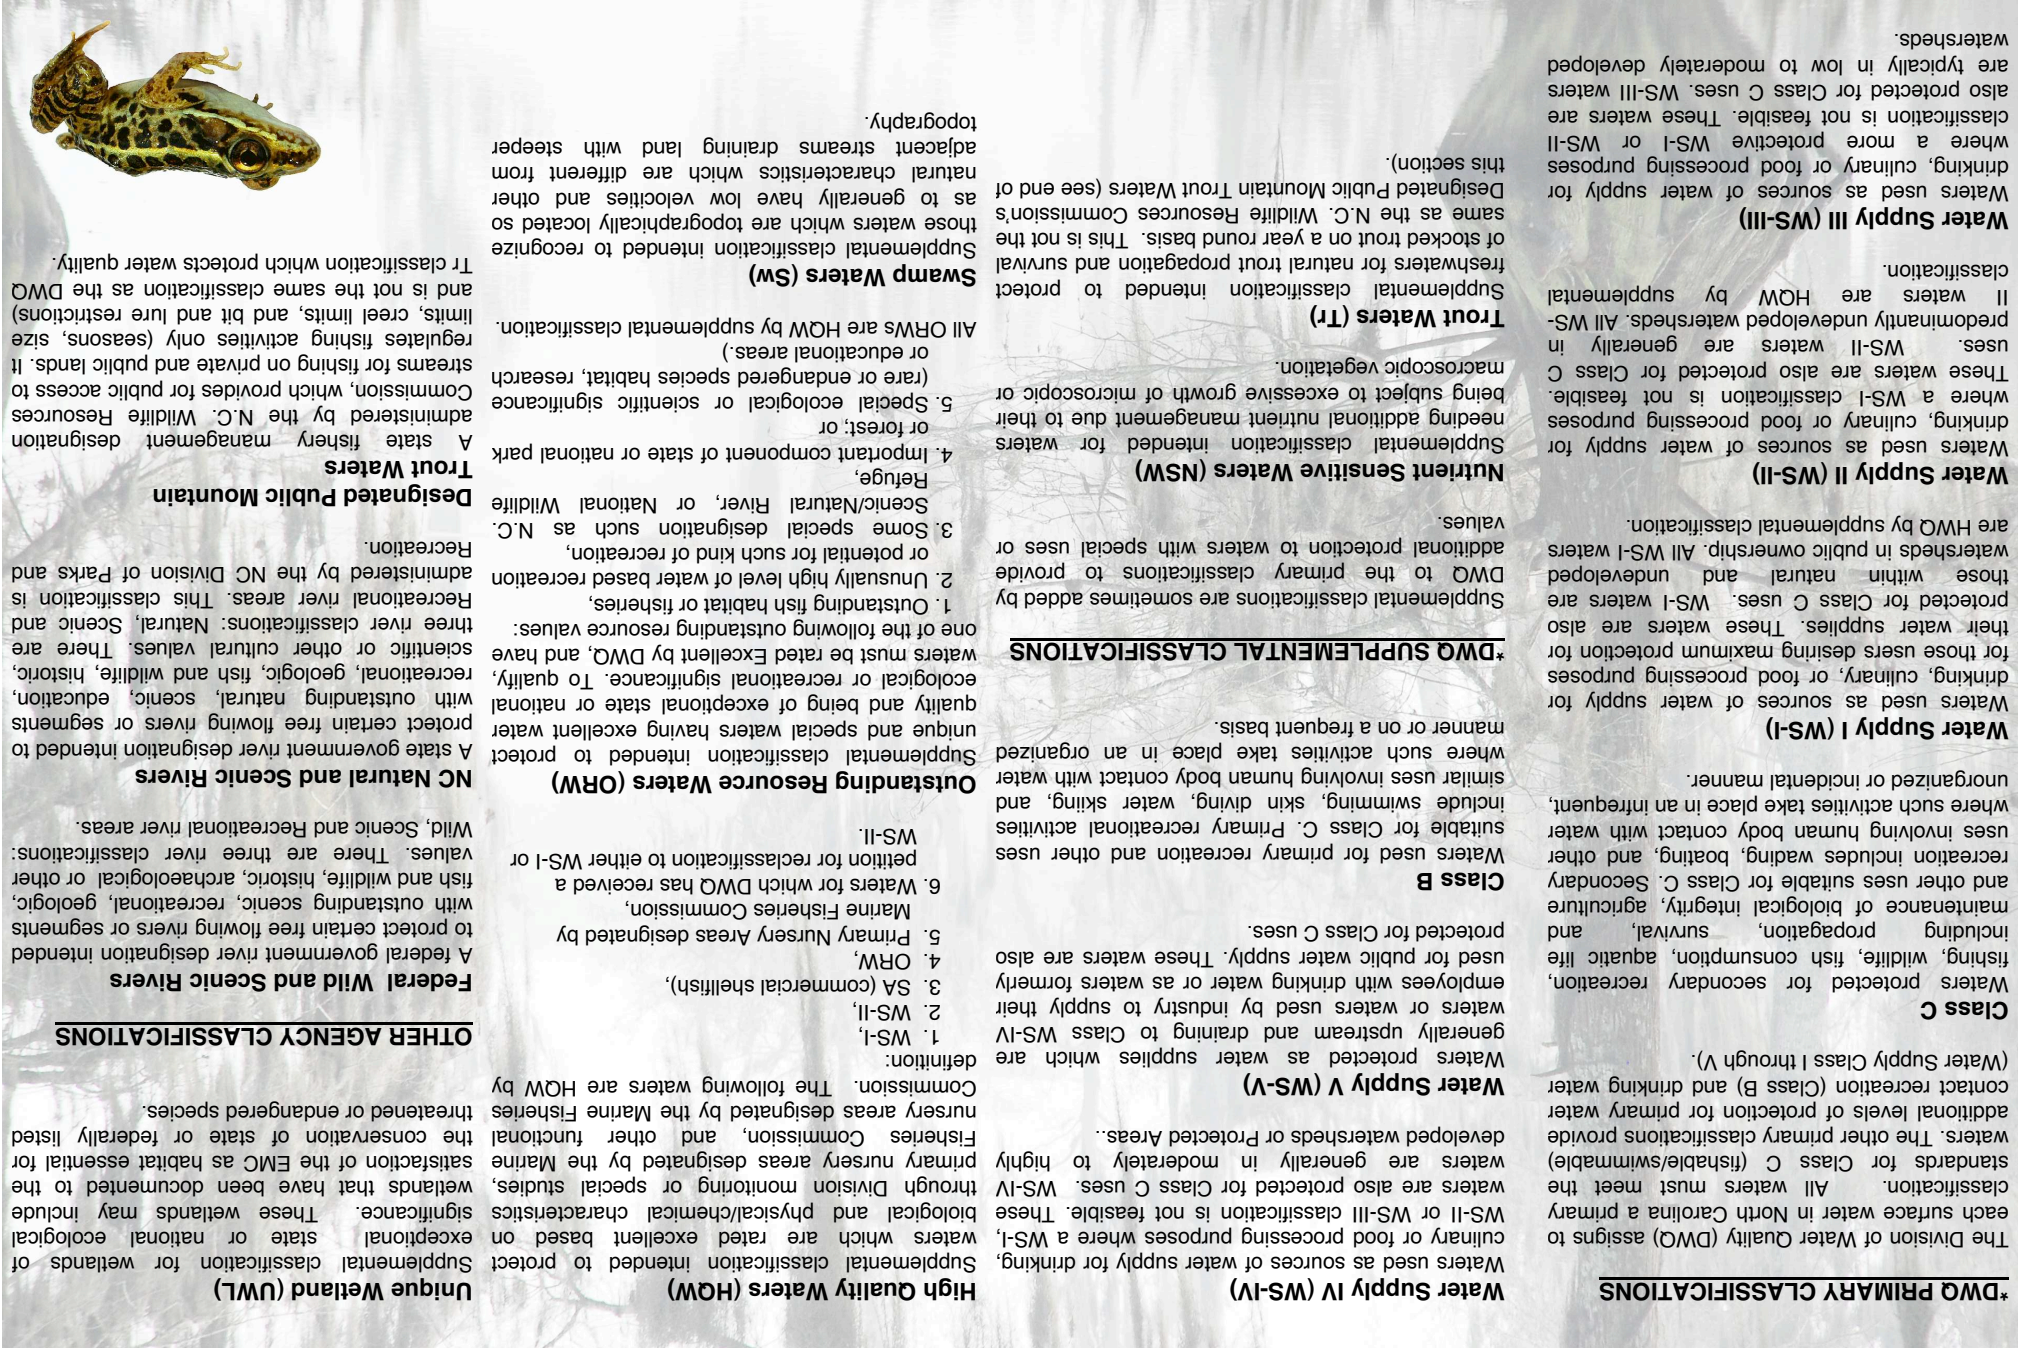 *DWQ PRIMARY CLASSIFICATIONS
The Division of Water Quality (DWQ) assigns to
each surface water in North Carolina a primary
classification. All waters must meet the
standards for Class C (fishable/swimmable)
waters. The other primary classifications provide
additional levels of protection for primary water
contact recreation (Class B) and drinking water
(Water Supply Class I through V).
Class C
Waters protected for secondary recreation,
fishing, wildlife, fish consumption, aquatic life
including propagation, survival, and
maintenance of biological integrity, agriculture
and other uses suitable for Class C. Secondary
recreation includes wading, boating, and other
uses involving human body contact with water
where such activities take place in an infrequent,
unorganized or incidental manner.
Water Supply I (WS-I)
Waters used as sources of water supply for
drinking, culinary, or food processing purposes
for those users desiring maximum protection for
their water supplies. These waters are also
protected for Class C uses. WS-I waters are
those within natural and undeveloped
watersheds in public ownership. All WS-I waters
are HWQ by supplemental classification.
Water Supply II (WS-II)
Waters used as sources of water supply for
drinking, culinary or food processing purposes
where a WS-I classification is not feasible.
These waters are also protected for Class C
uses. WS-II waters are generally in
predominantly undeveloped watersheds. All WS-
II waters are HQW by supplemental
classification.
Water Supply III (WS-III)
Waters used as sources of water supply for
drinking, culinary or food processing purposes
where a more protective WS-I or WS-II
classification is not feasible. These waters are
also protected for Class C uses. WS-III waters
are typically in low to moderately developed
watersheds.
Water Supply IV (WS-IV)
Waters used as sources of water supply for drinking,
culinary or food processing purposes where a WS-I,
WS-II or WS-III classification is not feasible. These
waters are also protected for Class C uses. WS-IV
waters are generally in moderately to highly
developed watersheds or Protected Areas..
Water Supply V (WS-V)
Waters protected as water supplies which are
generally upstream and draining to Class WS-IV
waters or waters used by industry to supply their
employees with drinking water or as waters formerly
used for public water supply. These waters are also
protected for Class C uses.
Class B
Waters used for primary recreation and other uses
suitable for Class C. Primary recreational activities
include swimming, skin diving, water skiing, and
similar uses involving human body contact with water
where such activities take place in an organized
manner or on a frequent basis.
*DWQ SUPPLEMENTAL CLASSIFICATIONS
Supplemental classifications are sometimes added by
DWQ to the primary classifications to provide
additional protection to waters with special uses or
values.
Nutrient Sensitive Waters (NSW)
Supplemental classification intended for waters
needing additional nutrient management due to their
being subject to excessive growth of microscopic or
macroscopic vegetation.
Trout Waters (Tr)
Supplemental classification intended to protect
freshwaters for natural trout propagation and survival
of stocked trout on a year round basis. This is not the
same as the N.C. Wildlife Resources Commission's
Designated Public Mountain Trout Waters (see end of
this section).
High Quality Waters (HQW)
Supplemental classification intended to protect
waters which are rated excellent based on
biological and physical/chemical characteristics
through Division monitoring or special studies,
primary nursery areas designated by the Marine
Fisheries Commission, and other functional
nursery areas designated by the Marine Fisheries
Commission. The following waters are HQW by
definition:
1. WS-I,
2. WS-II,
3. SA (commercial shellfish),
4. ORW,
5. Primary Nursery Areas designated by
Marine Fisheries Commission,
6. Waters for which DWQ has received a
petition for reclassification to either WS-I or
WS-II.
Outstanding Resource Waters (ORW)
Supplemental classification intended to protect
unique and special waters having excellent water
quality and being of exceptional state or national
ecological or recreational significance. To qualify,
waters must be rated Excellent by DWQ, and have
one of the following outstanding resource values:
1. Outstanding fish habitat or fisheries,
2. Unusually high level of water based recreation
or potential for such kind of recreation,
3. Some special designation such as N.C.
Scenic/Natural River, or National Wildlife
Refuge,
4. Important component of state or national park
or forest; or
5. Special ecological or scientific significance
(rare or endangered species habitat, research
or educational areas.)
All ORWs are HQW by supplemental classification.
Swamp Waters (Sw)
Supplemental classification intended to recognize
those waters which are topographically located so
as to generally have low velocities and other
natural characteristics which are different from
adjacent streams draining land with steeper
topography.
Unique Wetland (UWL)
Supplemental classification for wetlands of
exceptional state or national ecological
significance. These wetlands may include
wetlands that have been documented to the
satisfaction of the EMC as habitat essential for
the conservation of state or federally listed
threatened or endangered species.
OTHER AGENCY CLASSIFICATIONS
Federal Wild and Scenic Rivers
A federal government river designation intended
to protect certain free flowing rivers or segments
with outstanding scenic, recreational, geologic,
fish and wildlife, historic, archaeological or other
values. There are three river classifications:
Wild, Scenic and Recreational river areas.
NC Natural and Scenic Rivers
A state government river designation intended to
protect certain free flowing rivers or segments
with outstanding natural, scenic, education,
recreational, geologic, fish and wildlife, historic,
scientific or other cultural values. There are
three river classifications: Natural, Scenic and
Recreational river areas. This classification is
administered by the NC Division of Parks and
Recreation.
Designated Public Mountain
Trout Waters
A state fishery management designation
administered by the N.C. Wildlife Resources
Commission, which provides for public access to
streams for fishing on private and public lands. It
regulates fishing activities only (seasons, size
limits, creel limits, and bit and lure restrictions)
and is not the same classification as the DWQ
Tr classification which protects water quality.